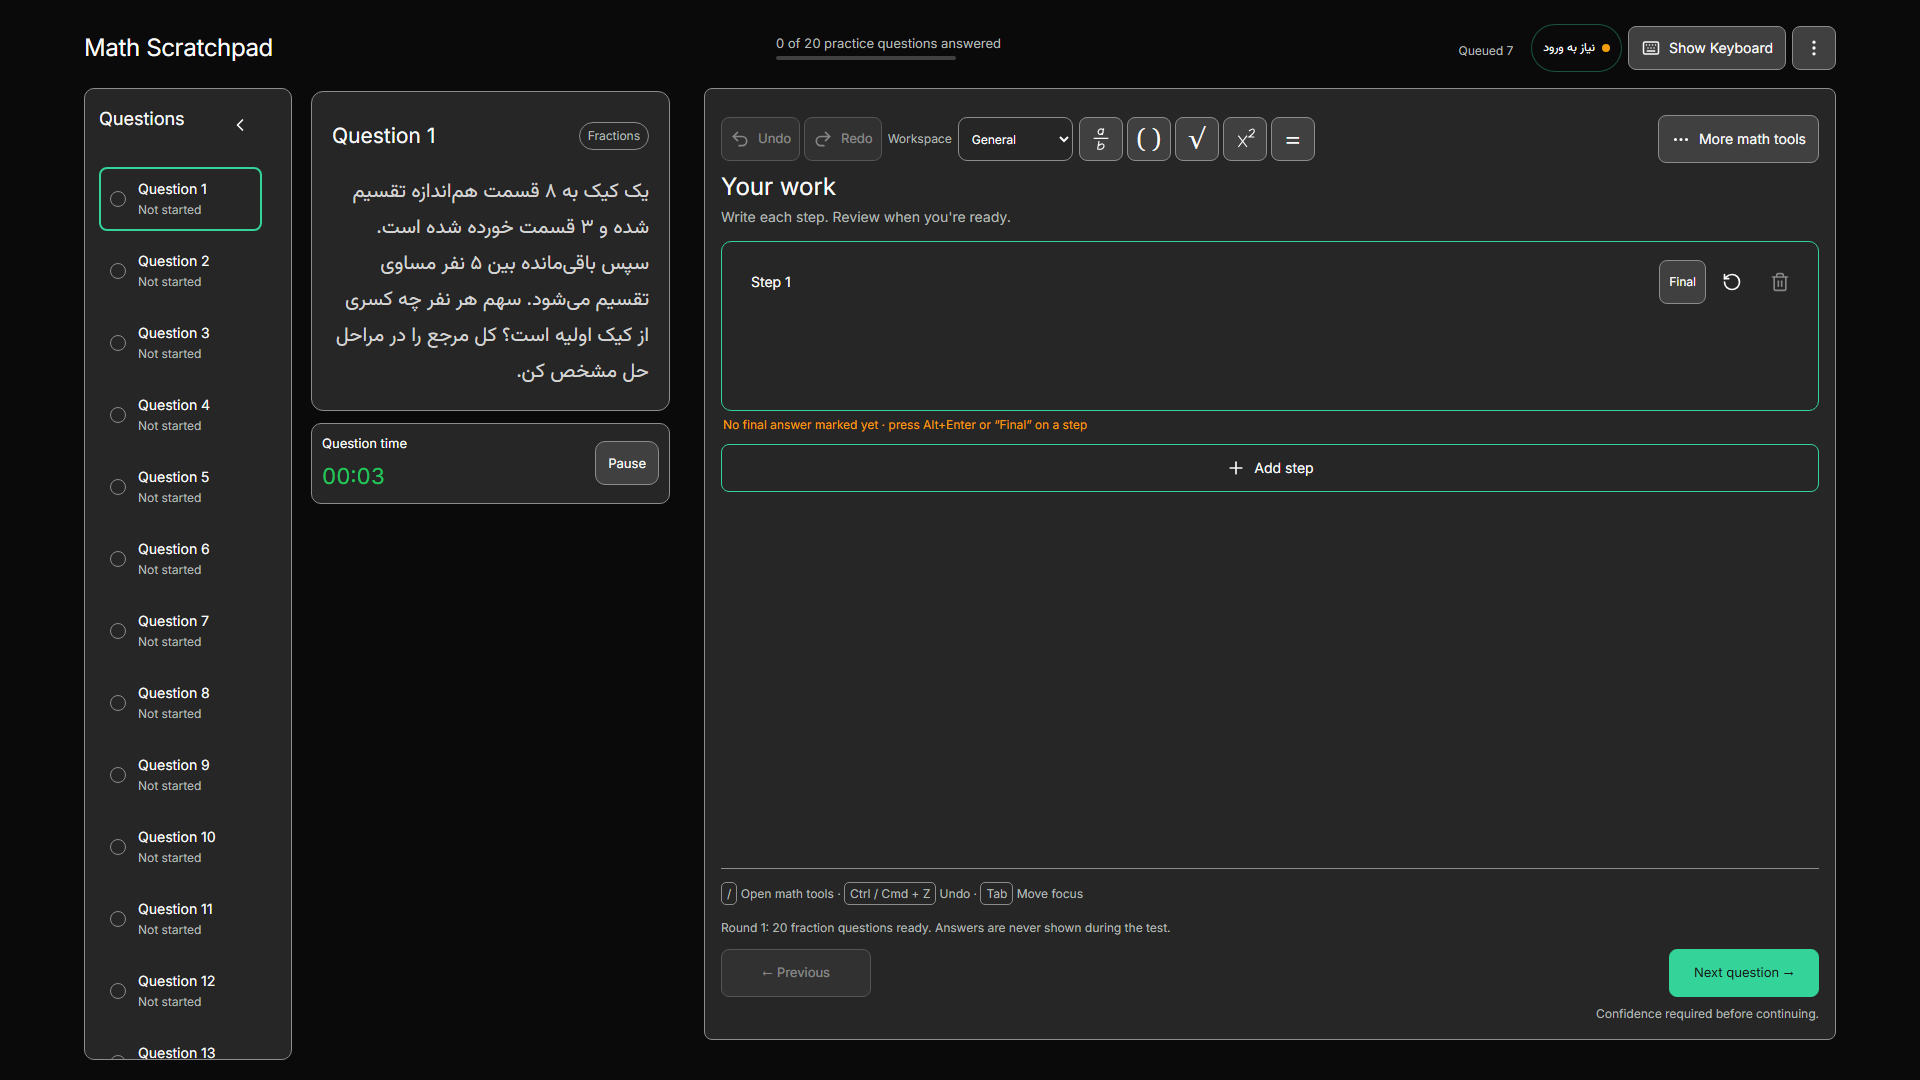 Math Scratchpad
0 of 20 practice questions answered
Queued 7
نیاز به ورود
Show Keyboard
Questions
Question 1
Not started
Question 2
Not started
Question 3
Not started
Question 4
Not started
Question 5
Not started
Question 6
Not started
Question 7
Not started
Question 8
Not started
Question 9
Not started
Question 10
Not started
Question 11
Not started
Question 12
Not started
Question 13
Question 1
Fractions
یک کیک به ۸ قسمت هم‌اندازه تقسیم
شده و ۳ قسمت خورده شده است.
سپس باقی‌مانده بین ۵ نفر مساوی
تقسیم می‌شود. سهم هر نفر چه کسری
از کیک اولیه است؟ کل مرجع را در مراحل
حل مشخص کن.
Question time
00:03
Pause
Undo
Redo
Workspace
General
a/b
( )
√
x²
=
··· More math tools
Your work
Write each step. Review when you're ready.
Step 1
Final
No final answer marked yet · press Alt+Enter or “Final” on a step
+ Add step
/ Open math tools · Ctrl / Cmd + Z Undo · Tab Move focus
Round 1: 20 fraction questions ready. Answers are never shown during the test.
← Previous
Next question →
Confidence required before continuing.